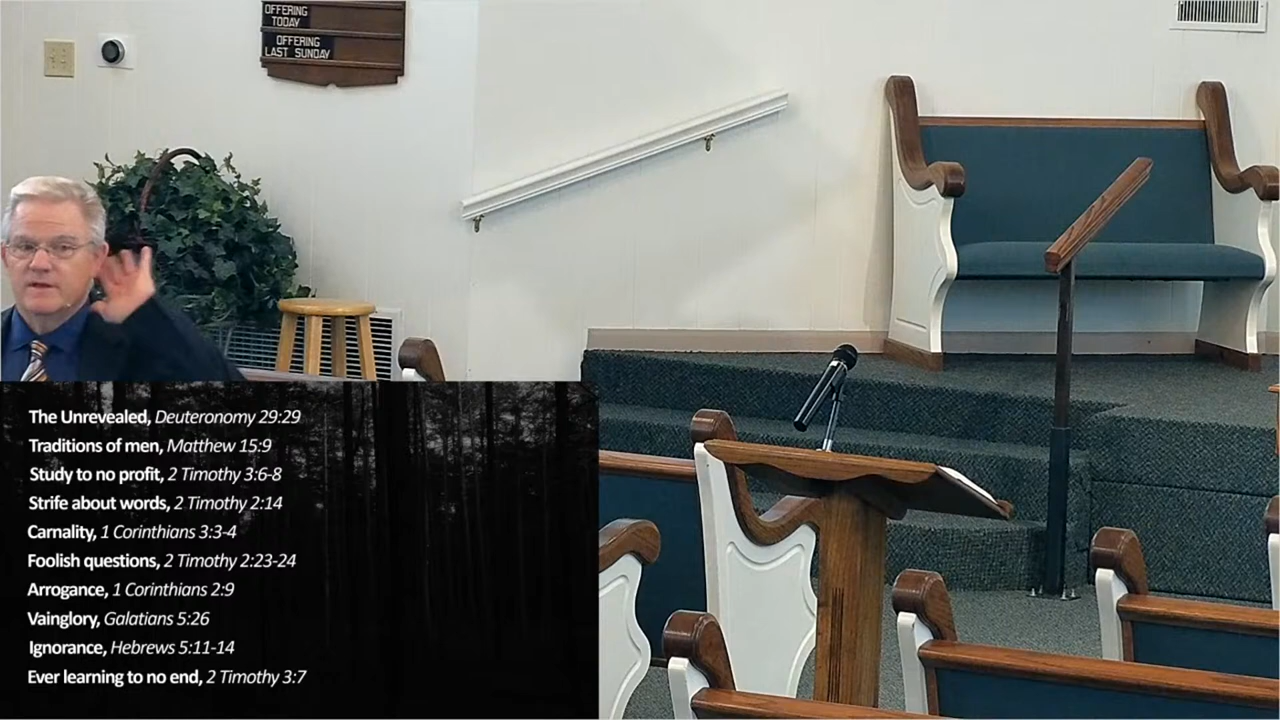 OFFERING
TODAY
OFFERING
LAST SUNDAY
The Unrevealed, Deuteronomy 29:29
Traditions of men, Matthew 15:9
Study to no profit, 2 Timothy 3:6-8
Strife about words, 2 Timothy 2:14
Carnality, 1 Corinthians 3:3-4
Foolish questions, 2 Timothy 2:23-24
Arrogance, 1 Corinthians 2:9
Vainglory, Galatians 5:26
Ignorance, Hebrews 5:11-14
Ever learning to no end, 2 Timothy 3:7